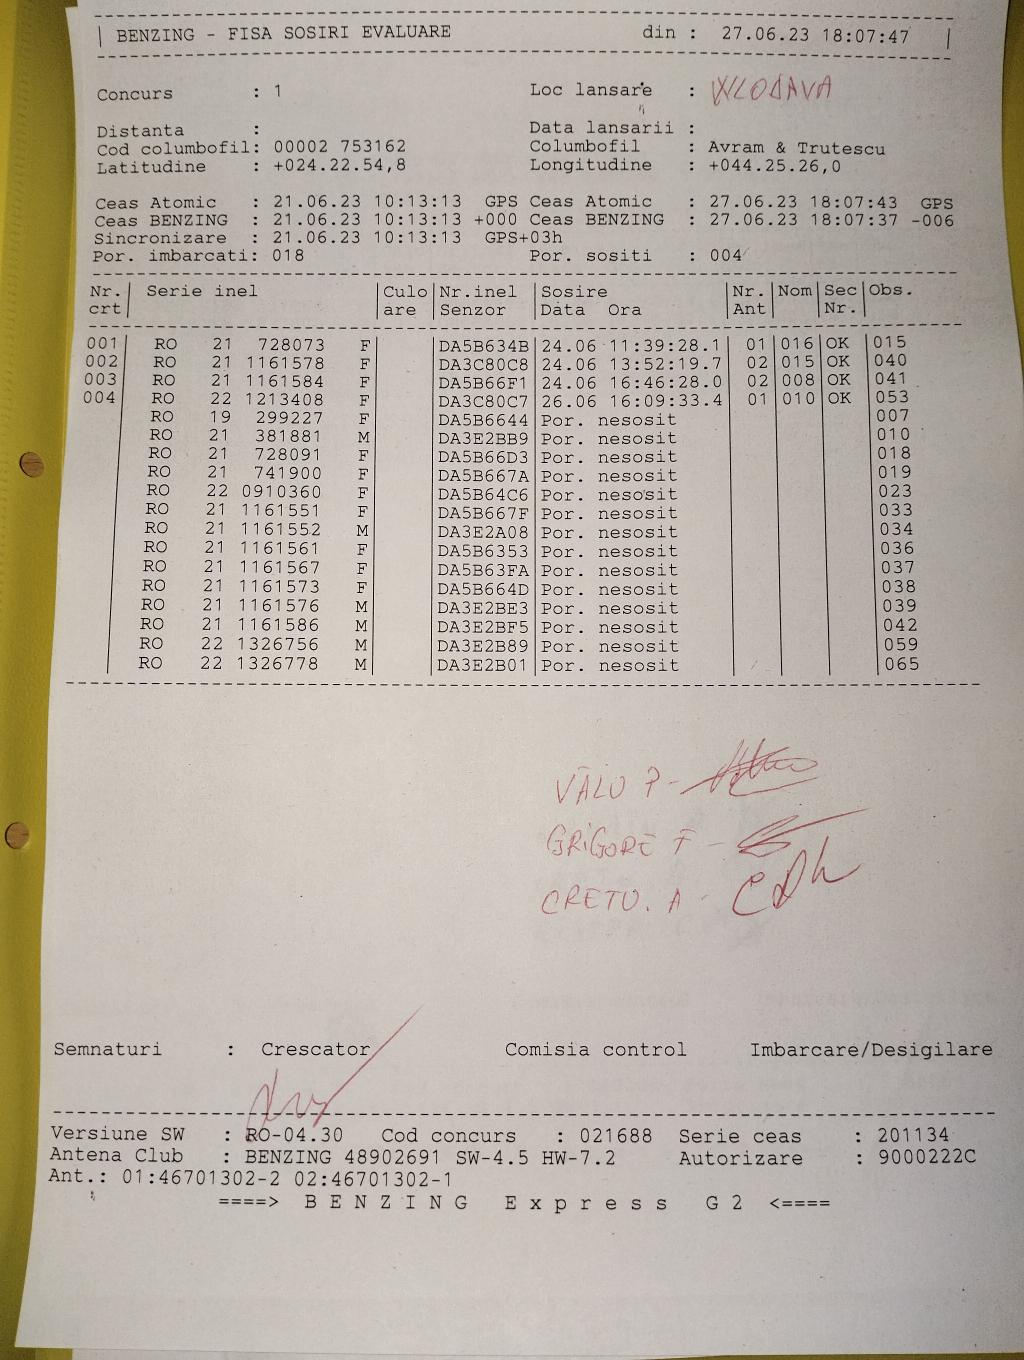 BENZING - FISA SOSIRI EVALUARE din : 27.06.23 18:07:47
Concurs : 1 Loc lansare : WLODAVA
Distanta : Data lansarii :
Cod columbofil: 00002 753162 Columbofil : Avram & Trutescu
Latitudine : +024.22.54,8 Longitudine : +044.25.26,0
Ceas Atomic : 21.06.23 10:13:13 GPS Ceas Atomic : 27.06.23 18:07:43 GPS
Ceas BENZING : 21.06.23 10:13:13 +000 Ceas BENZING : 27.06.23 18:07:37 -006
Sincronizare : 21.06.23 10:13:13 GPS+03h
Por. imbarcati: 018 Por. sositi : 004
Nr. Serie inel Culo Nr.inel Sosire Nr. Nom Sec Obs.
crt are Senzor Data Ora Ant Nr.
001 RO 21 728073 F DA5B634B 24.06 11:39:28.1 01 016 OK 015
002 RO 21 1161578 F DA3C80C8 24.06 13:52:19.7 02 015 OK 040
003 RO 21 1161584 F DA5B66F1 24.06 16:46:28.0 02 008 OK 041
004 RO 22 1213408 F DA3C80C7 26.06 16:09:33.4 01 010 OK 053
RO 19 299227 F DA5B6644 Por. nesosit 007
RO 21 381881 M DA3E2BB9 Por. nesosit 010
RO 21 728091 F DA5B66D3 Por. nesosit 018
RO 21 741900 F DA5B667A Por. nesosit 019
RO 22 0910360 F DA5B64C6 Por. nesosit 023
RO 21 1161551 F DA5B667F Por. nesosit 033
RO 21 1161552 M DA3E2A08 Por. nesosit 034
RO 21 1161561 F DA5B6353 Por. nesosit 036
RO 21 1161567 F DA5B63FA Por. nesosit 037
RO 21 1161573 F DA5B664D Por. nesosit 038
RO 21 1161576 M DA3E2BE3 Por. nesosit 039
RO 21 1161586 M DA3E2BF5 Por. nesosit 042
RO 22 1326756 M DA3E2B89 Por. nesosit 059
RO 22 1326778 M DA3E2B01 Por. nesosit 065
VALU P -
GRIGORE F -
CRETU. A -
Semnaturi : Crescator Comisia control Imbarcare/Desigilare
Versiune SW : RO-04.30 Cod concurs : 021688 Serie ceas : 201134
Antena Club : BENZING 48902691 SW-4.5 HW-7.2 Autorizare : 9000222C
Ant.: 01:46701302-2 02:46701302-1
====> B E N Z I N G E x p r e s s G 2 <====